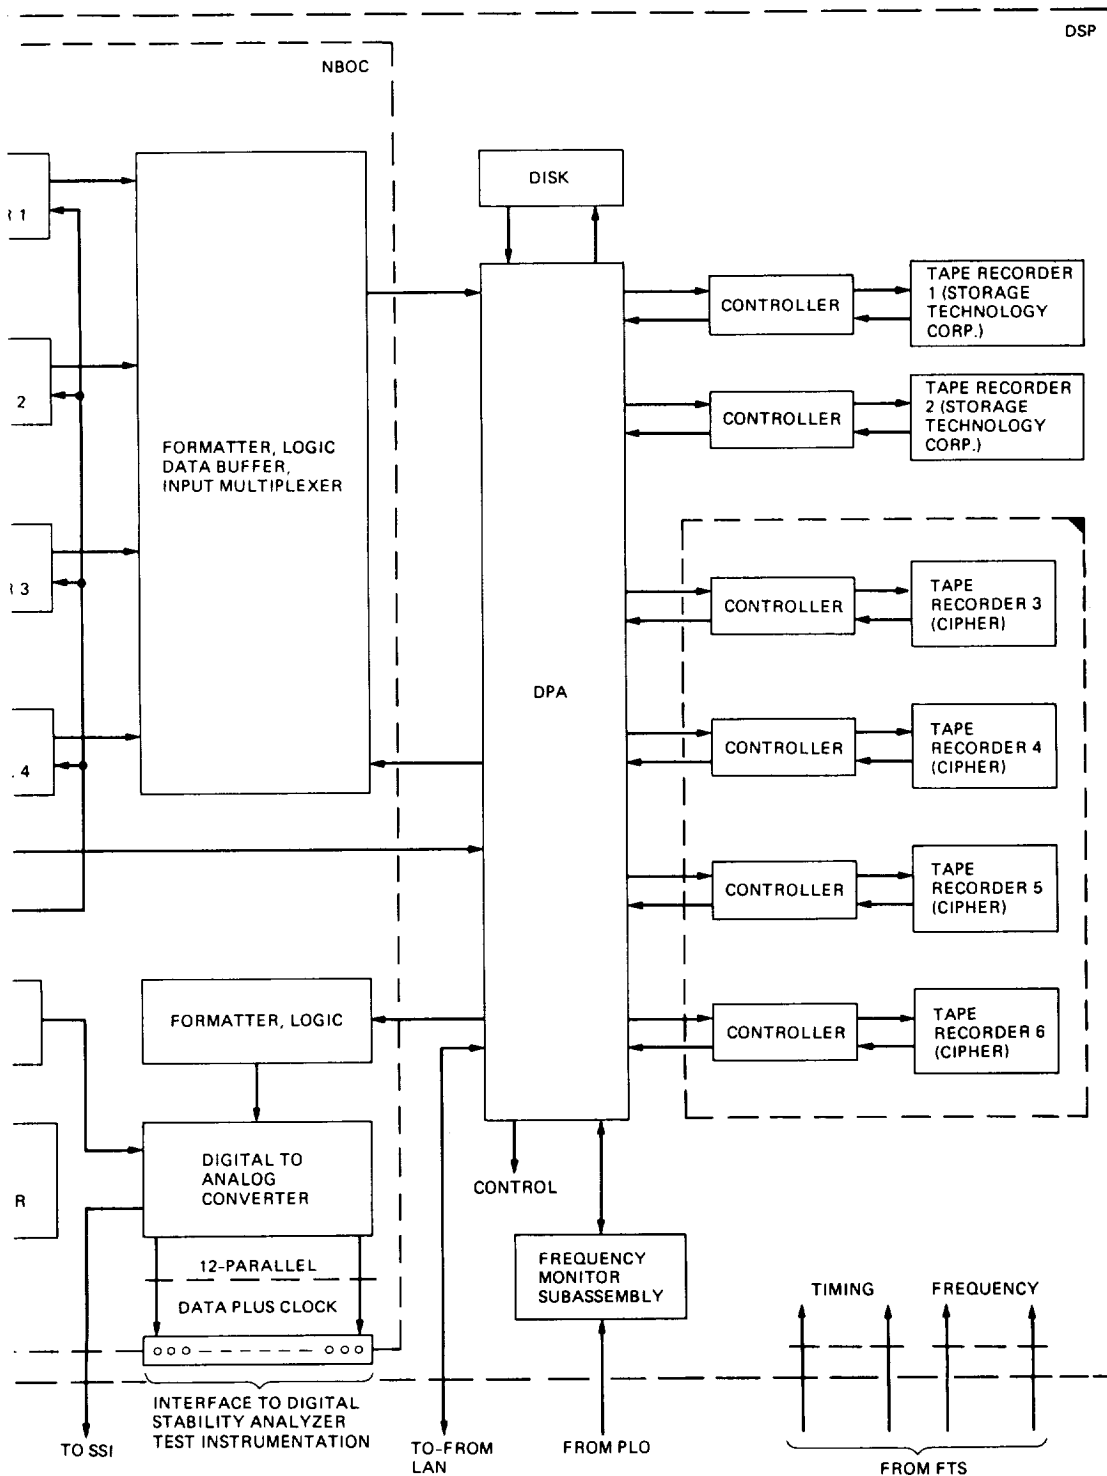 DSP
NBOC
DISK
R 1
TAPE RECORDER
1 (STORAGE
TECHNOLOGY
CORP.)
CONTROLLER
2
TAPE RECORDER
2 (STORAGE
TECHNOLOGY
CORP.)
CONTROLLER
FORMATTER, LOGIC
DATA BUFFER,
INPUT MULTIPLEXER
R 3
CONTROLLER
TAPE
RECORDER 3
(CIPHER)
DPA
4
CONTROLLER
TAPE
RECORDER 4
(CIPHER)
CONTROLLER
TAPE
RECORDER 5
(CIPHER)
FORMATTER, LOGIC
CONTROLLER
TAPE
RECORDER 6
(CIPHER)
R
DIGITAL TO
ANALOG
CONVERTER
CONTROL
12-PARALLEL
DATA PLUS CLOCK
FREQUENCY
MONITOR
SUBASSEMBLY
TIMING
FREQUENCY
INTERFACE TO DIGITAL
STABILITY ANALYZER
TEST INSTRUMENTATION
TO SSI
TO-FROM
LAN
FROM PLO
FROM FTS